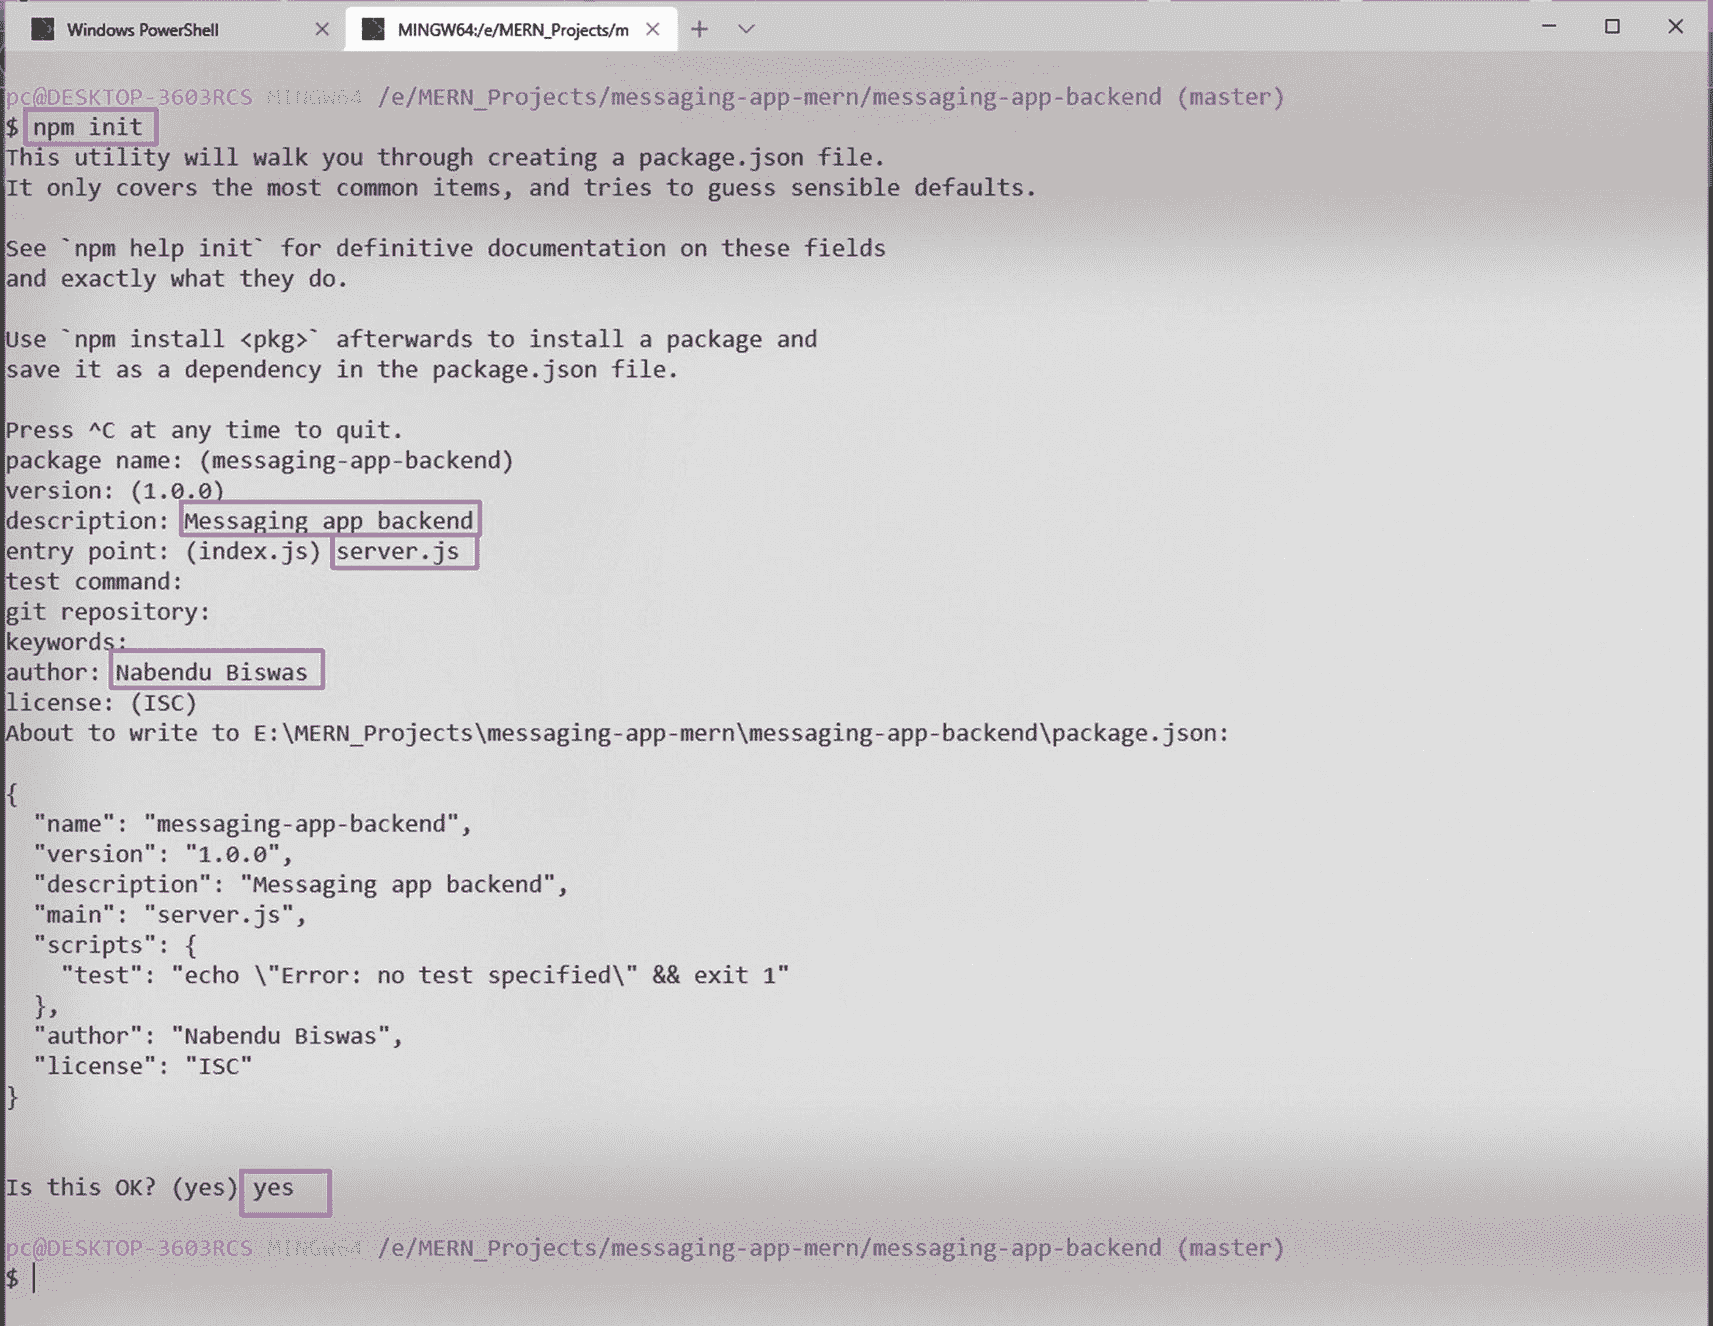 Windows PowerShell
MINGW64:/e/MERN_Projects/m
pc@DESKTOP-3603RCS MINGW64 /e/MERN_Projects/messaging-app-mern/messaging-app-backend (master)
$ npm init
This utility will walk you through creating a package.json file.
It only covers the most common items, and tries to guess sensible defaults.
See `npm help init` for definitive documentation on these fields
and exactly what they do.
Use `npm install <pkg>` afterwards to install a package and
save it as a dependency in the package.json file.
Press ^C at any time to quit.
package name: (messaging-app-backend)
version: (1.0.0)
description: Messaging app backend
entry point: (index.js) server.js
test command:
git repository:
keywords:
author: Nabendu Biswas
license: (ISC)
About to write to E:\MERN_Projects\messaging-app-mern\messaging-app-backend\package.json:
{
  "name": "messaging-app-backend",
  "version": "1.0.0",
  "description": "Messaging app backend",
  "main": "server.js",
  "scripts": {
    "test": "echo \"Error: no test specified\" && exit 1"
  },
  "author": "Nabendu Biswas",
  "license": "ISC"
}
Is this OK? (yes) yes
pc@DESKTOP-3603RCS MINGW64 /e/MERN_Projects/messaging-app-mern/messaging-app-backend (master)
$